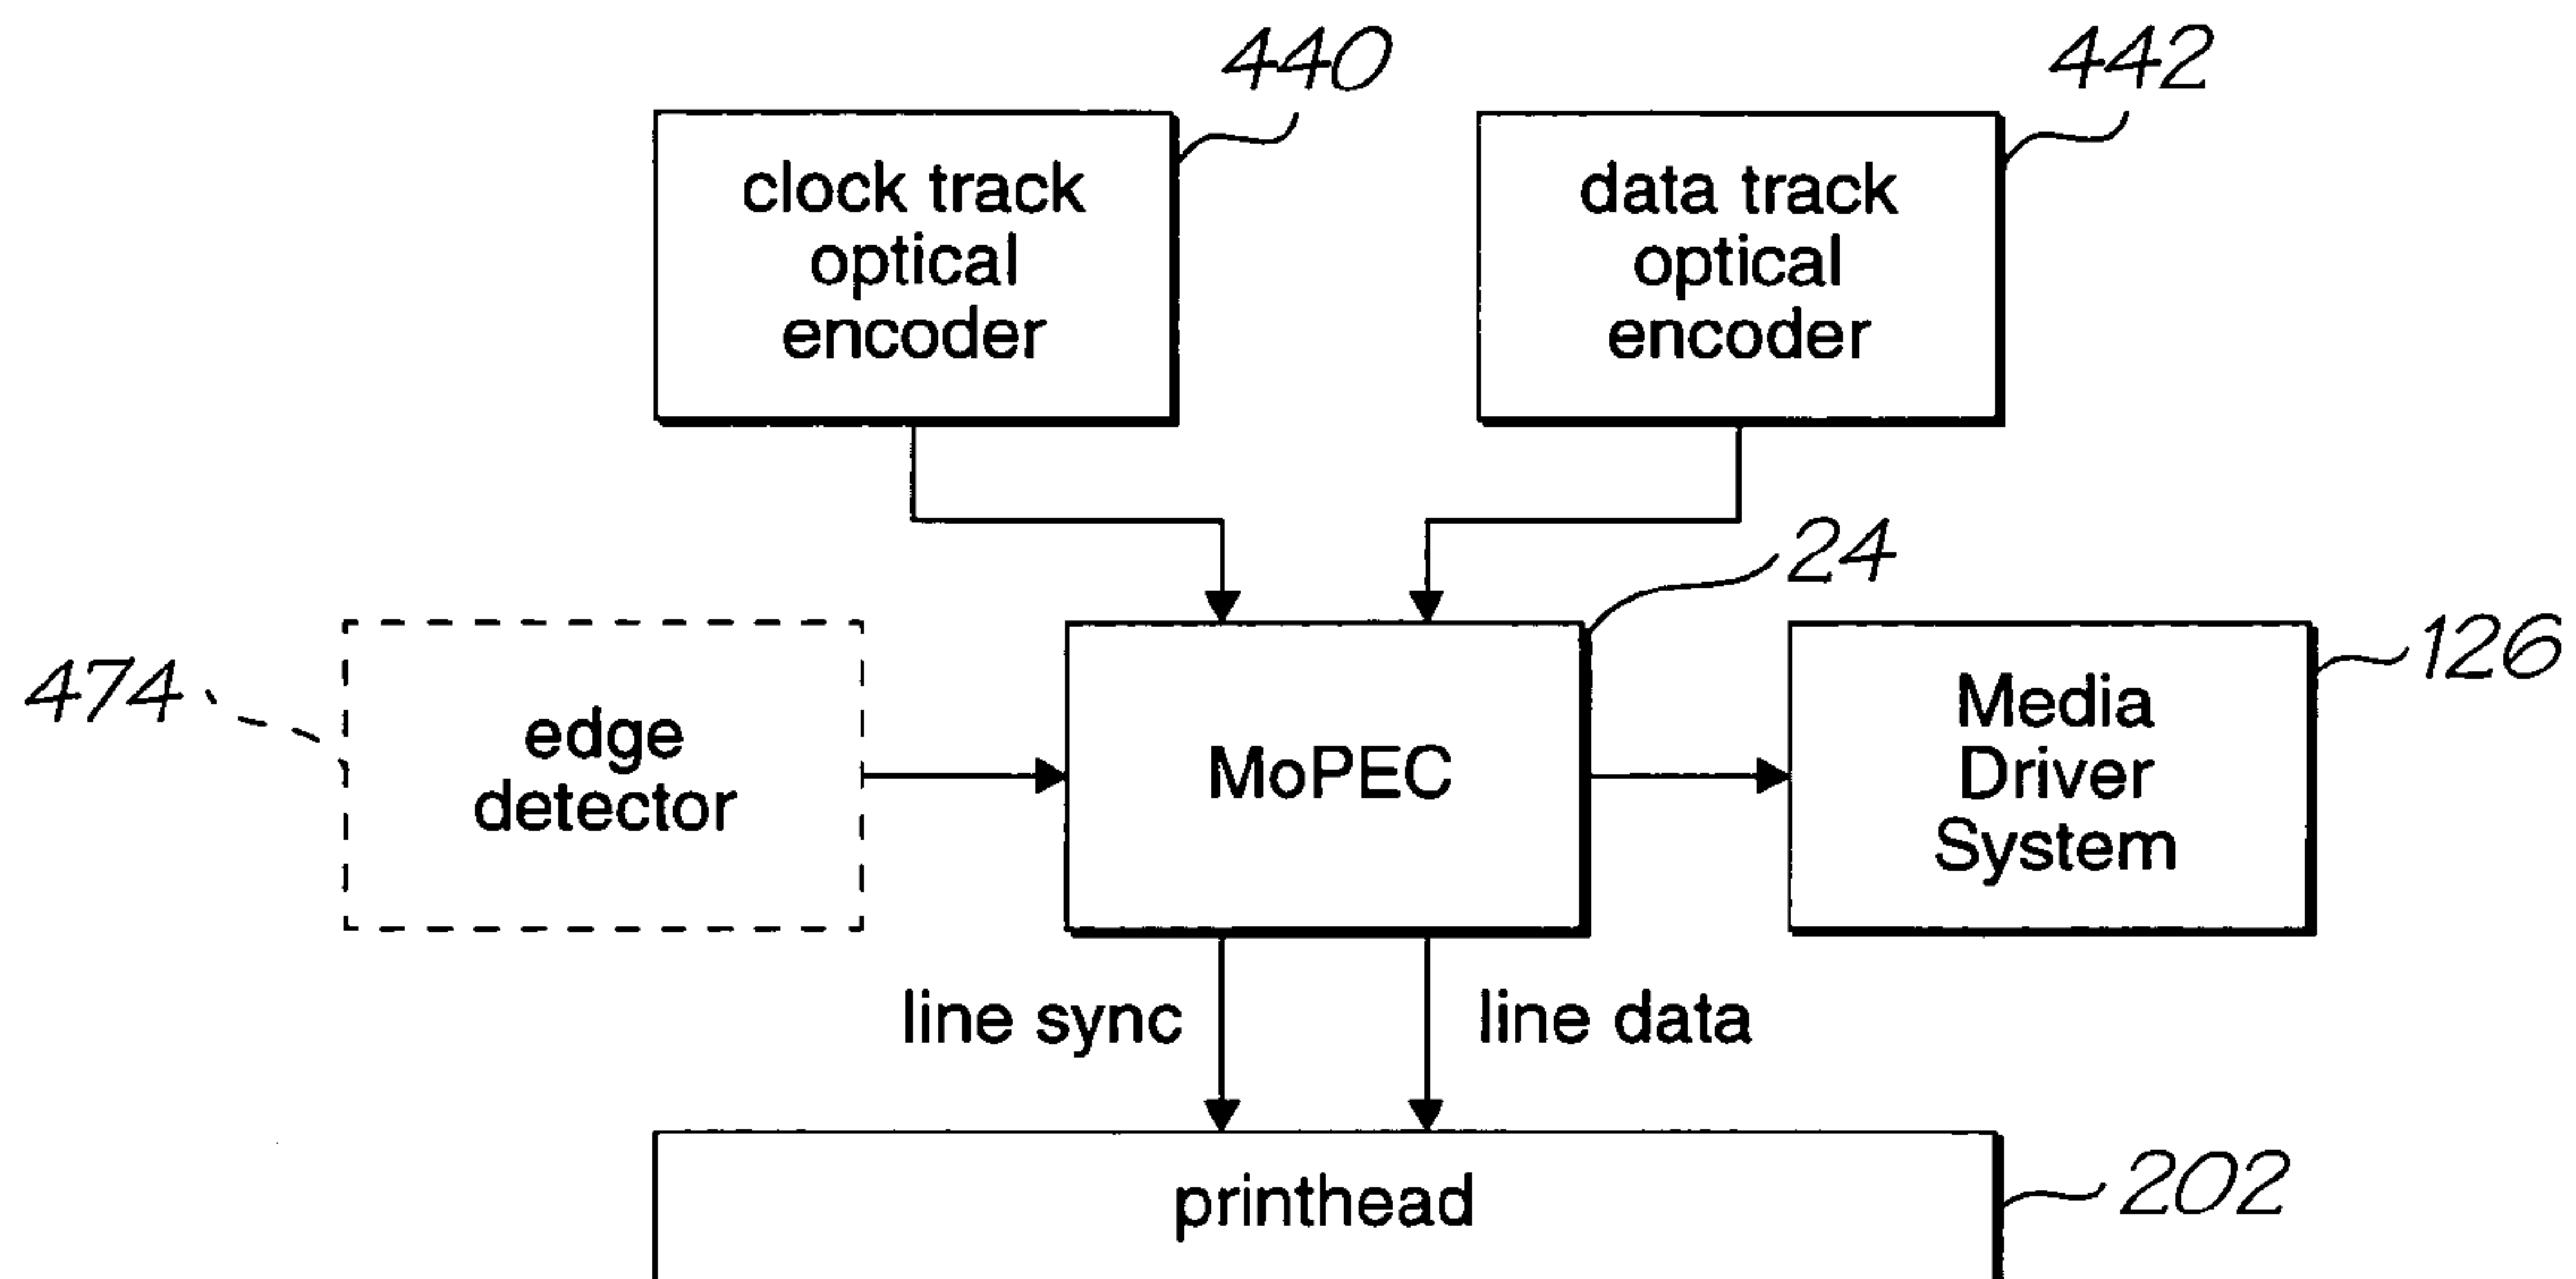 440
442
clock track
optical
encoder
data track
optical
encoder
24
474
126
edge
detector
MoPEC
Media
Driver
System
line sync
line data
printhead
202